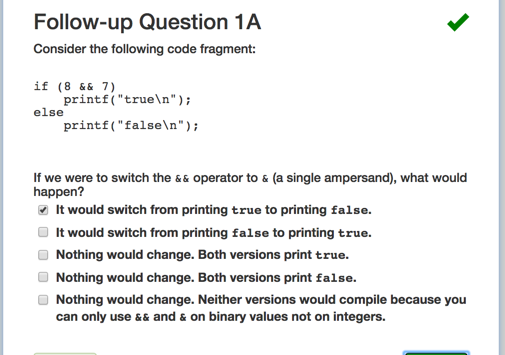 Follow-up Question 1A
Consider the following code fragment:
if (8 && 7)
    printf("true\n");
else
    printf("false\n");
If we were to switch the && operator to & (a single ampersand), what would
happen?
It would switch from printing true to printing false.
It would switch from printing false to printing true.
Nothing would change. Both versions print true.
Nothing would change. Both versions print false.
Nothing would change. Neither versions would compile because you
can only use && and & on binary values not on integers.